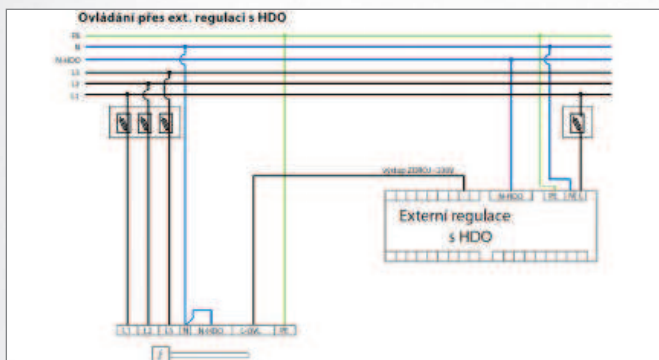 Ovládání přes ext. regulaci s HDO
PE
N
N-HDO
L3
L2
L1
výstup ZDROJ ~230V
N-HDO
PE
N
L
Externí regulace
s HDO
L1
L2
L3
N
N-HDO
L-OVL
PE